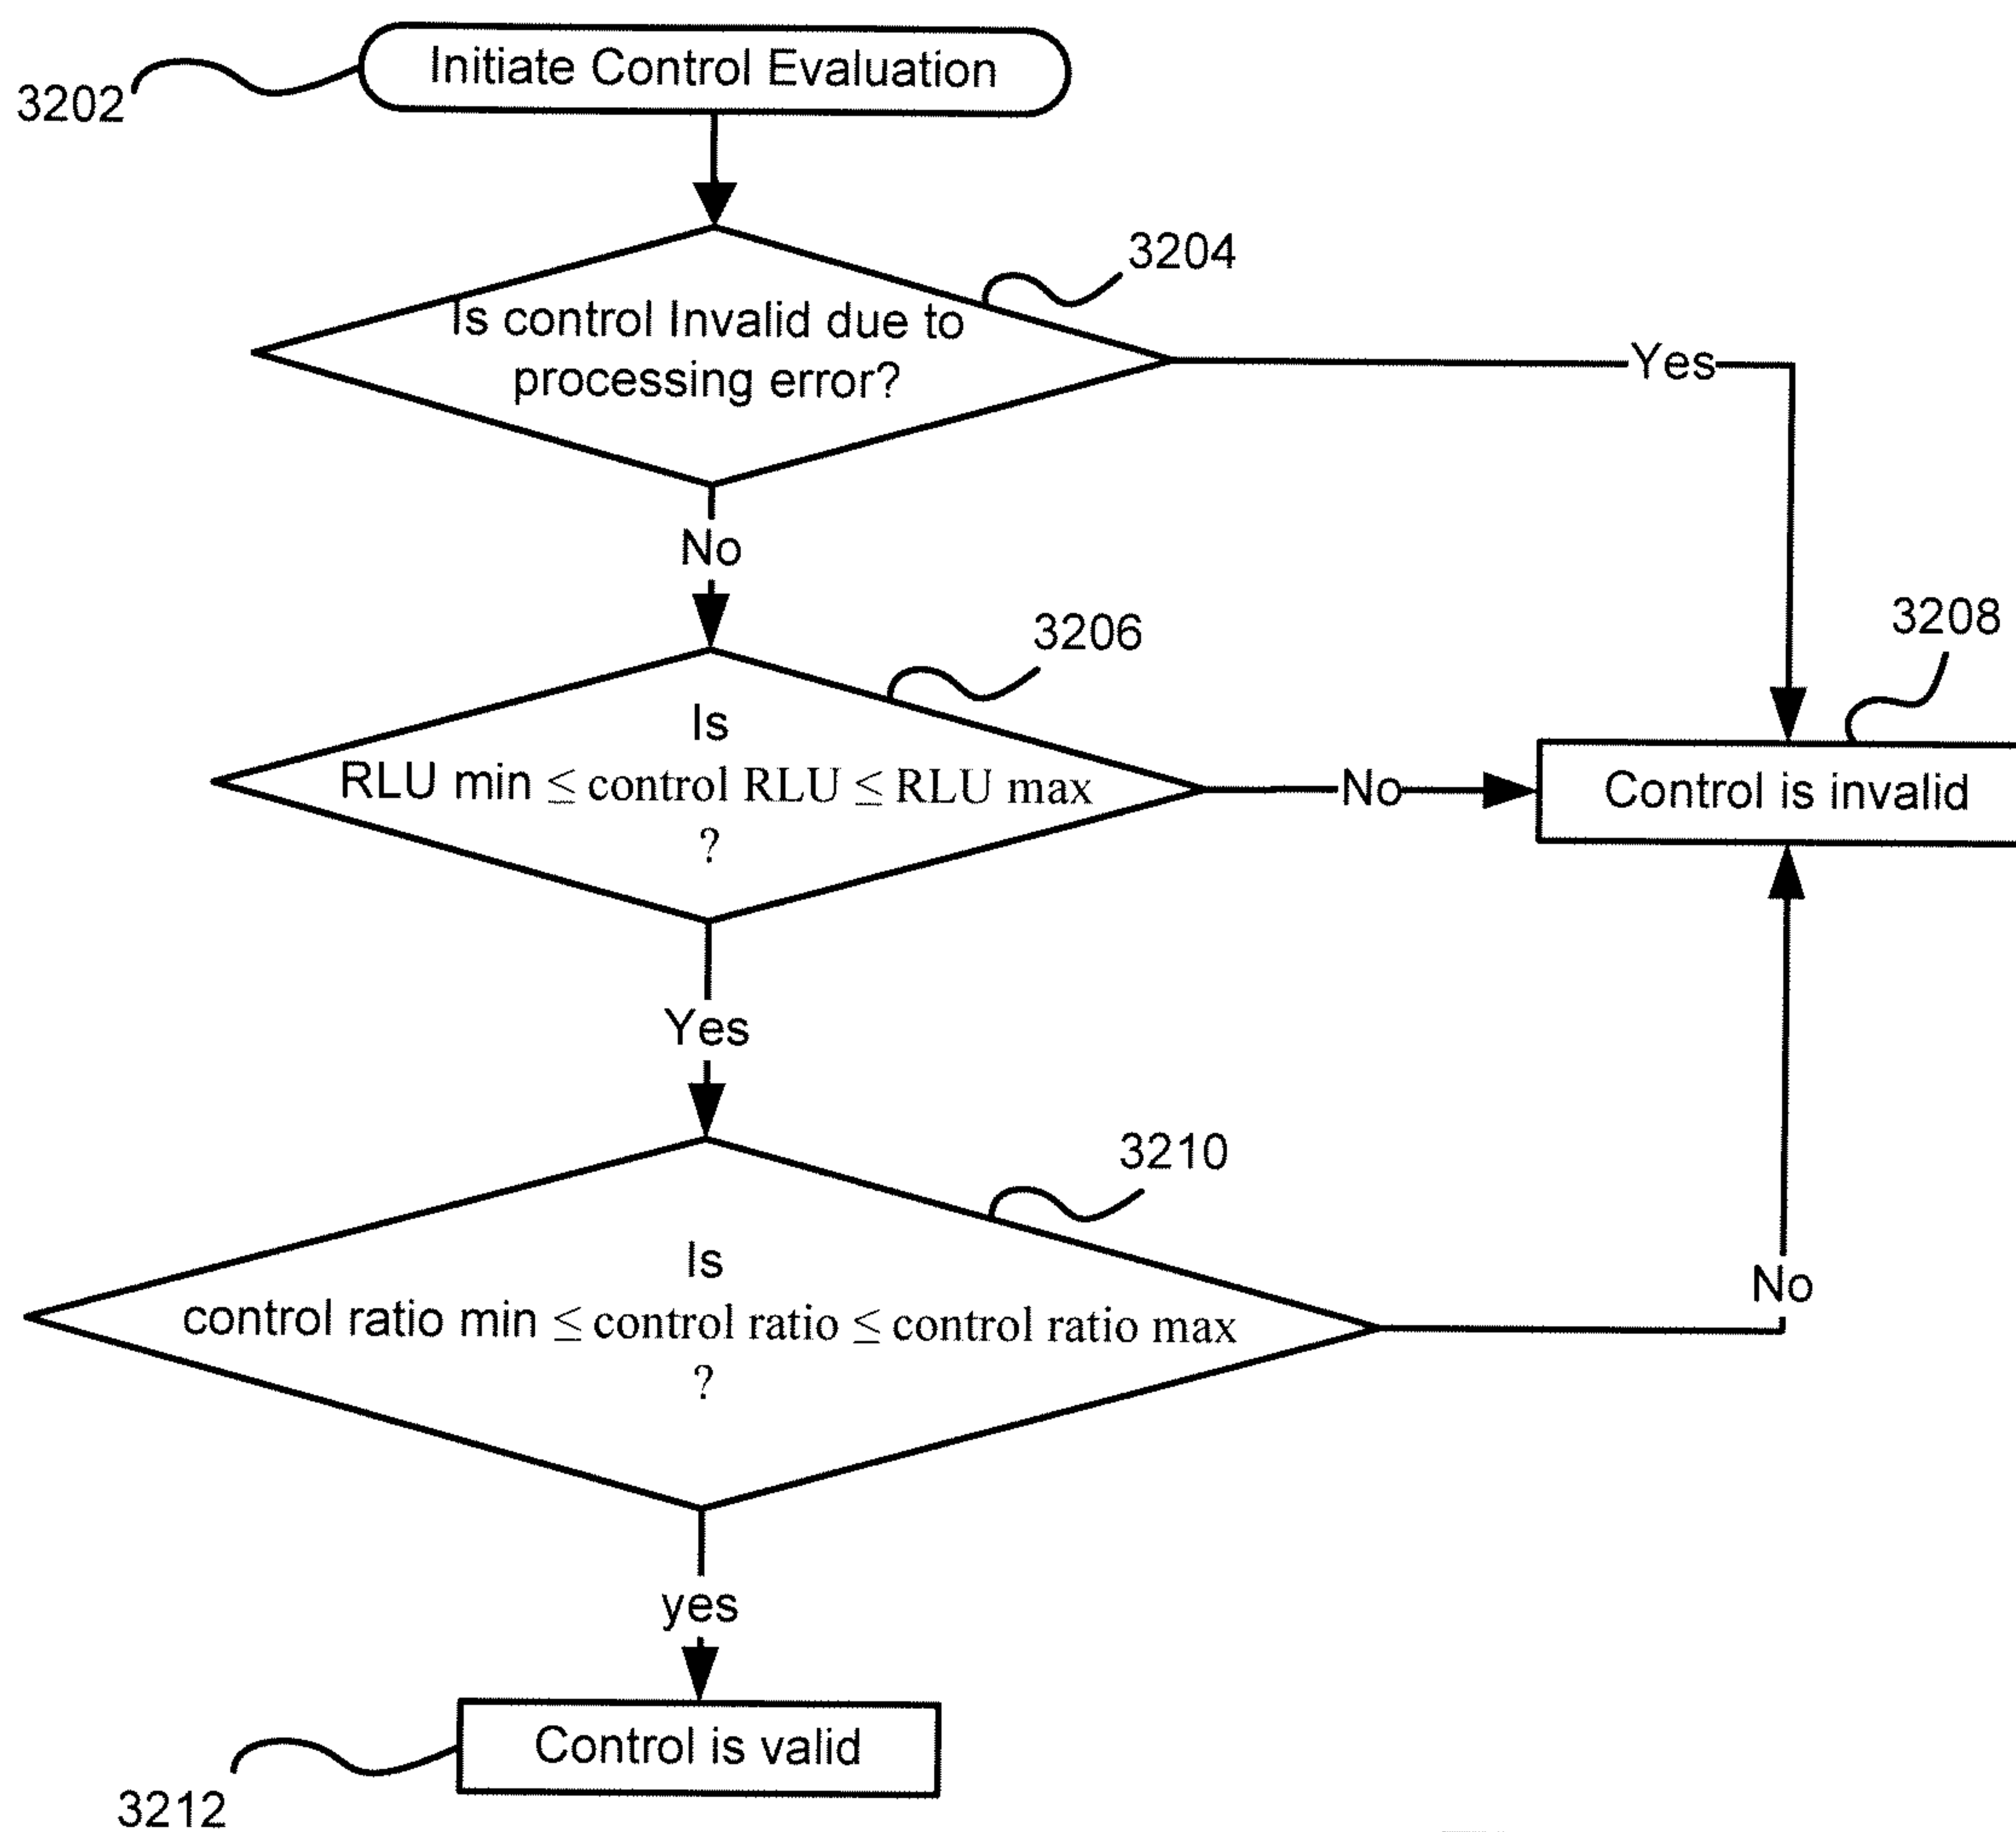 Initiate Control Evaluation
3202
3204
Is control Invalid due to
processing error?
Yes
No
3206
3208
Is
RLU min ≤ control RLU ≤ RLU max
?
No
Control is invalid
Yes
3210
Is
control ratio min ≤ control ratio ≤ control ratio max
?
No
yes
Control is valid
3212